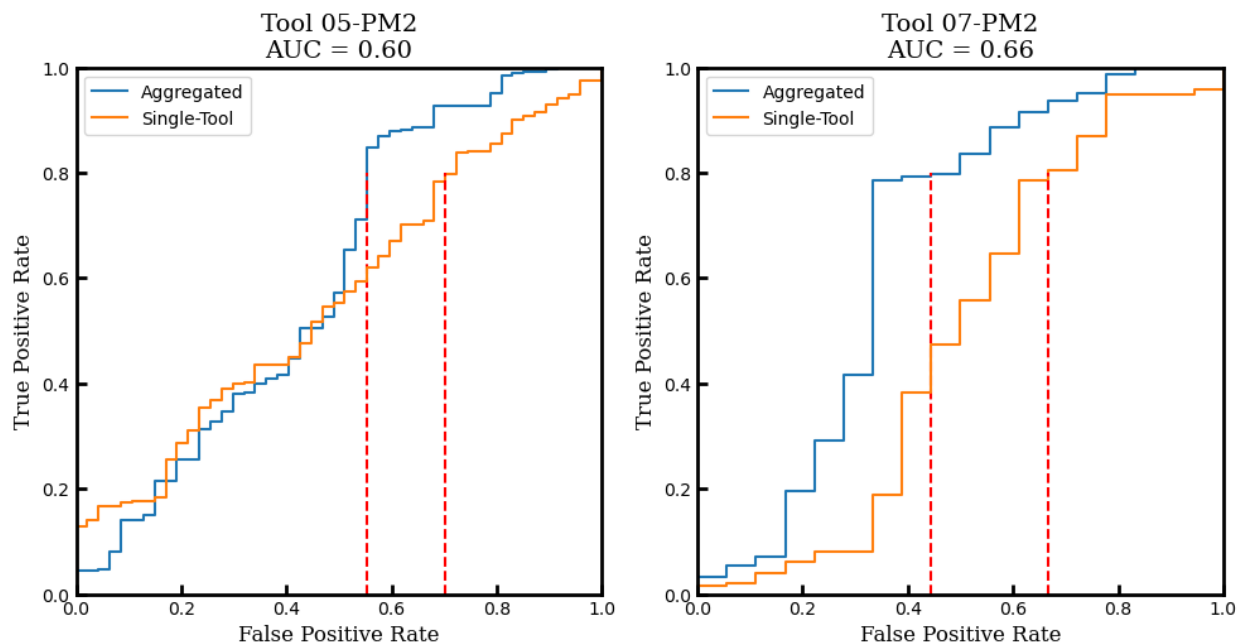 Tool 05-PM2
AUC = 0.60
Aggregated
Single-Tool
True Positive Rate
1.0
0.8
0.6
0.4
0.2
0.0
0.0 0.2 0.4 0.6 0.8 1.0
False Positive Rate
Tool 07-PM2
AUC = 0.66
Aggregated
Single-Tool
True Positive Rate
1.0
0.8
0.6
0.4
0.2
0.0
0.0 0.2 0.4 0.6 0.8 1.0
False Positive Rate